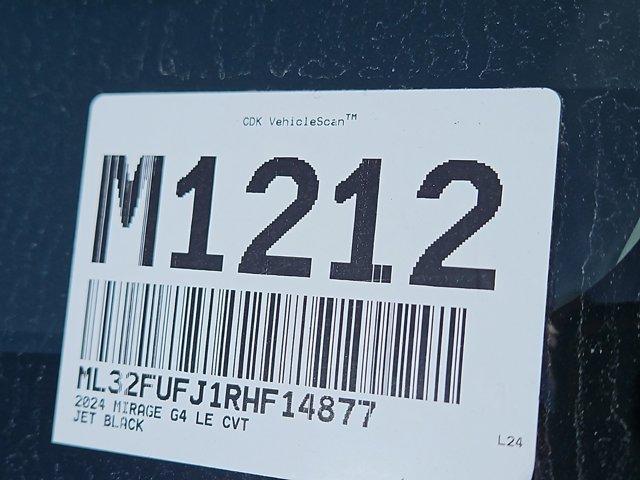 CDK VehicleScan™
M1212
ML32FUFJ1RHF14877
2024 MIRAGE G4 LE CVT
JET BLACK
L24